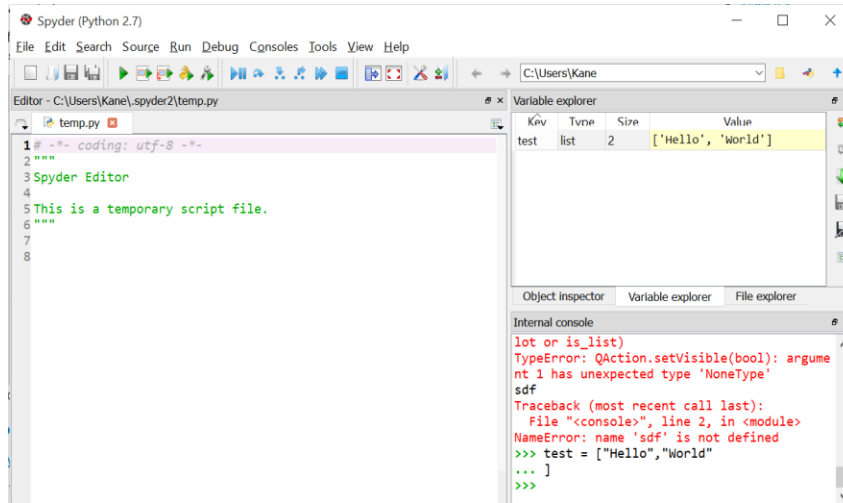 Spyder (Python 2.7)
File Edit Search Source Run Debug Consoles Tools View Help
C:\Users\Kane
Editor - C:\Users\Kane\.spyder2\temp.py
temp.py
1 # -*- coding: utf-8 -*-
2 """
3 Spyder Editor
4
5 This is a temporary script file.
6 """
7
8
Variable explorer
Key Type Size Value
test list 2 ['Hello', 'World']
Object inspector Variable explorer File explorer
Internal console
lot or is_list)
TypeError: QAction.setVisible(bool): argume
nt 1 has unexpected type 'NoneType'
sdf
Traceback (most recent call last):
File "<console>", line 2, in <module>
NameError: name 'sdf' is not defined
>>> test = ["Hello","World"
... ]
>>>